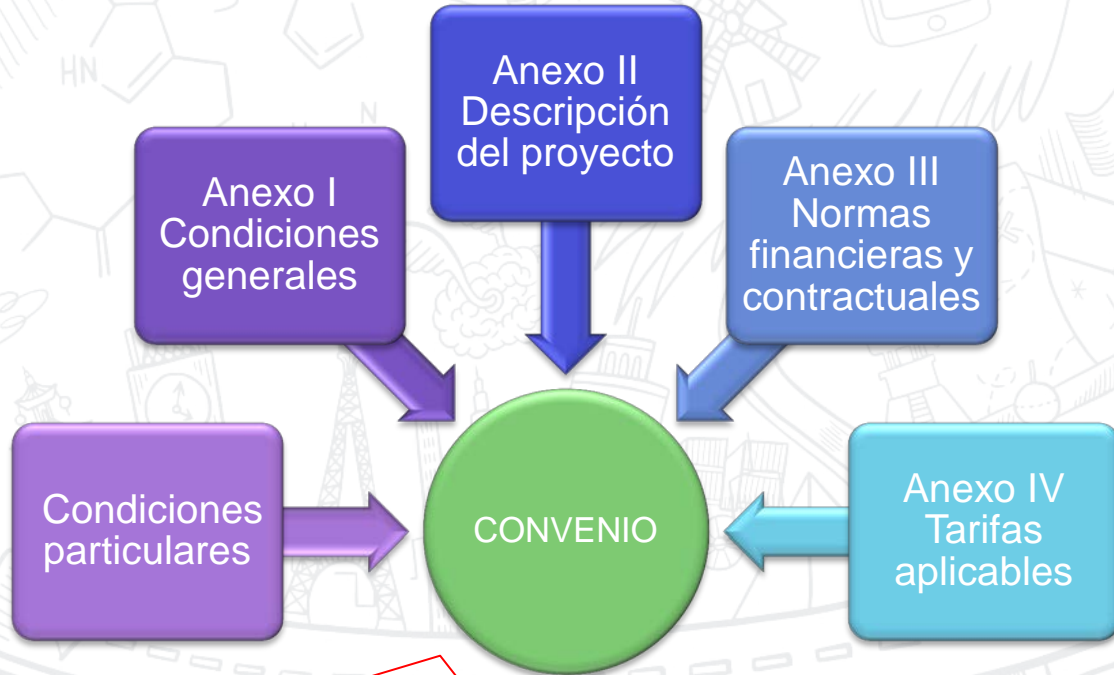 Anexo II
Descripción
del proyecto
Anexo I
Condiciones
generales
Anexo III
Normas
financieras y
contractuales
Condiciones
particulares
CONVENIO
Anexo IV
Tarifas
aplicables
HN
N